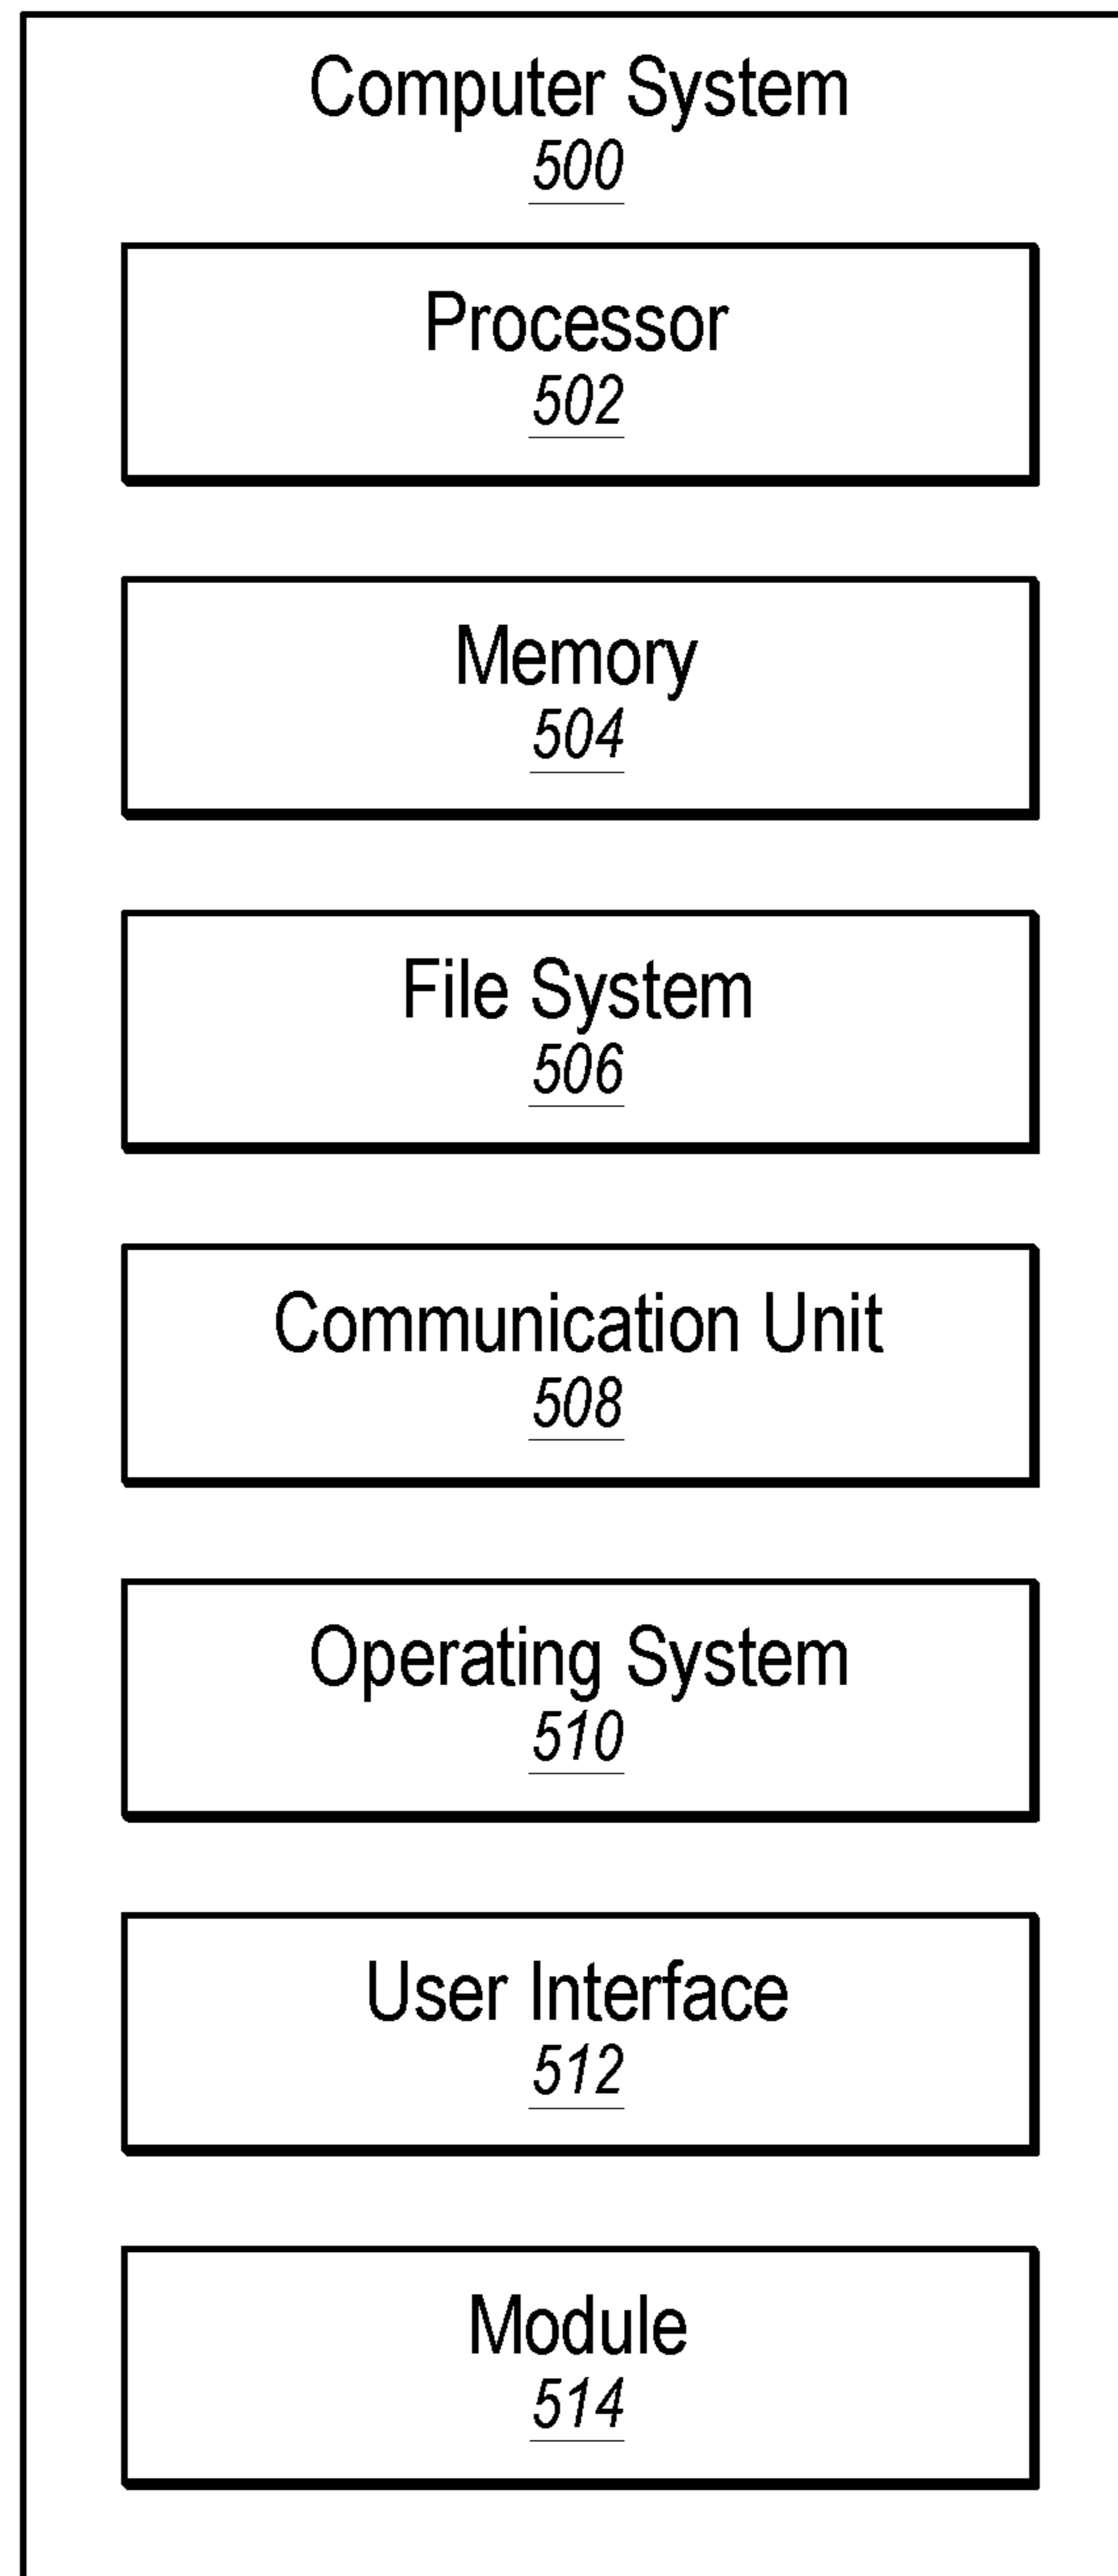 Computer System
500
Processor
502
Memory
504
File System
506
Communication Unit
508
Operating System
510
User Interface
512
Module
514